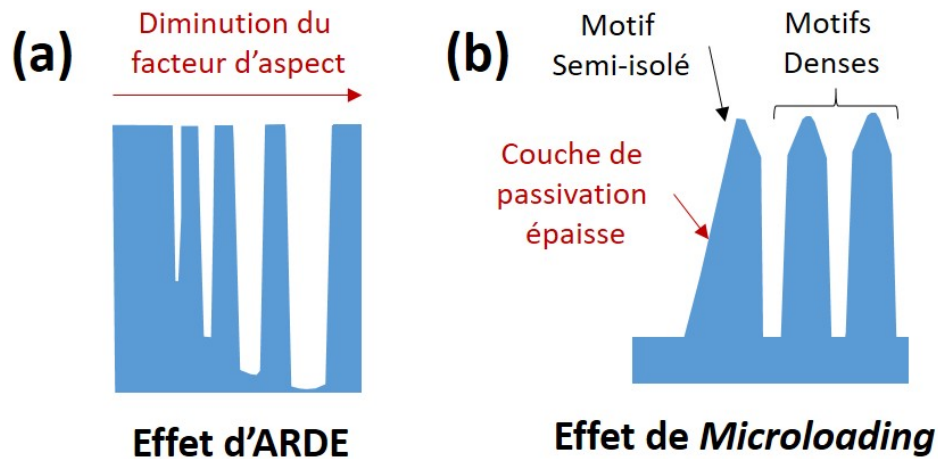 (a)
Diminution du
facteur d'aspect
Effet d'ARDE
(b)
Motif
Semi-isolé
Motifs
Denses
Couche de
passivation
épaisse
Effet de Microloading